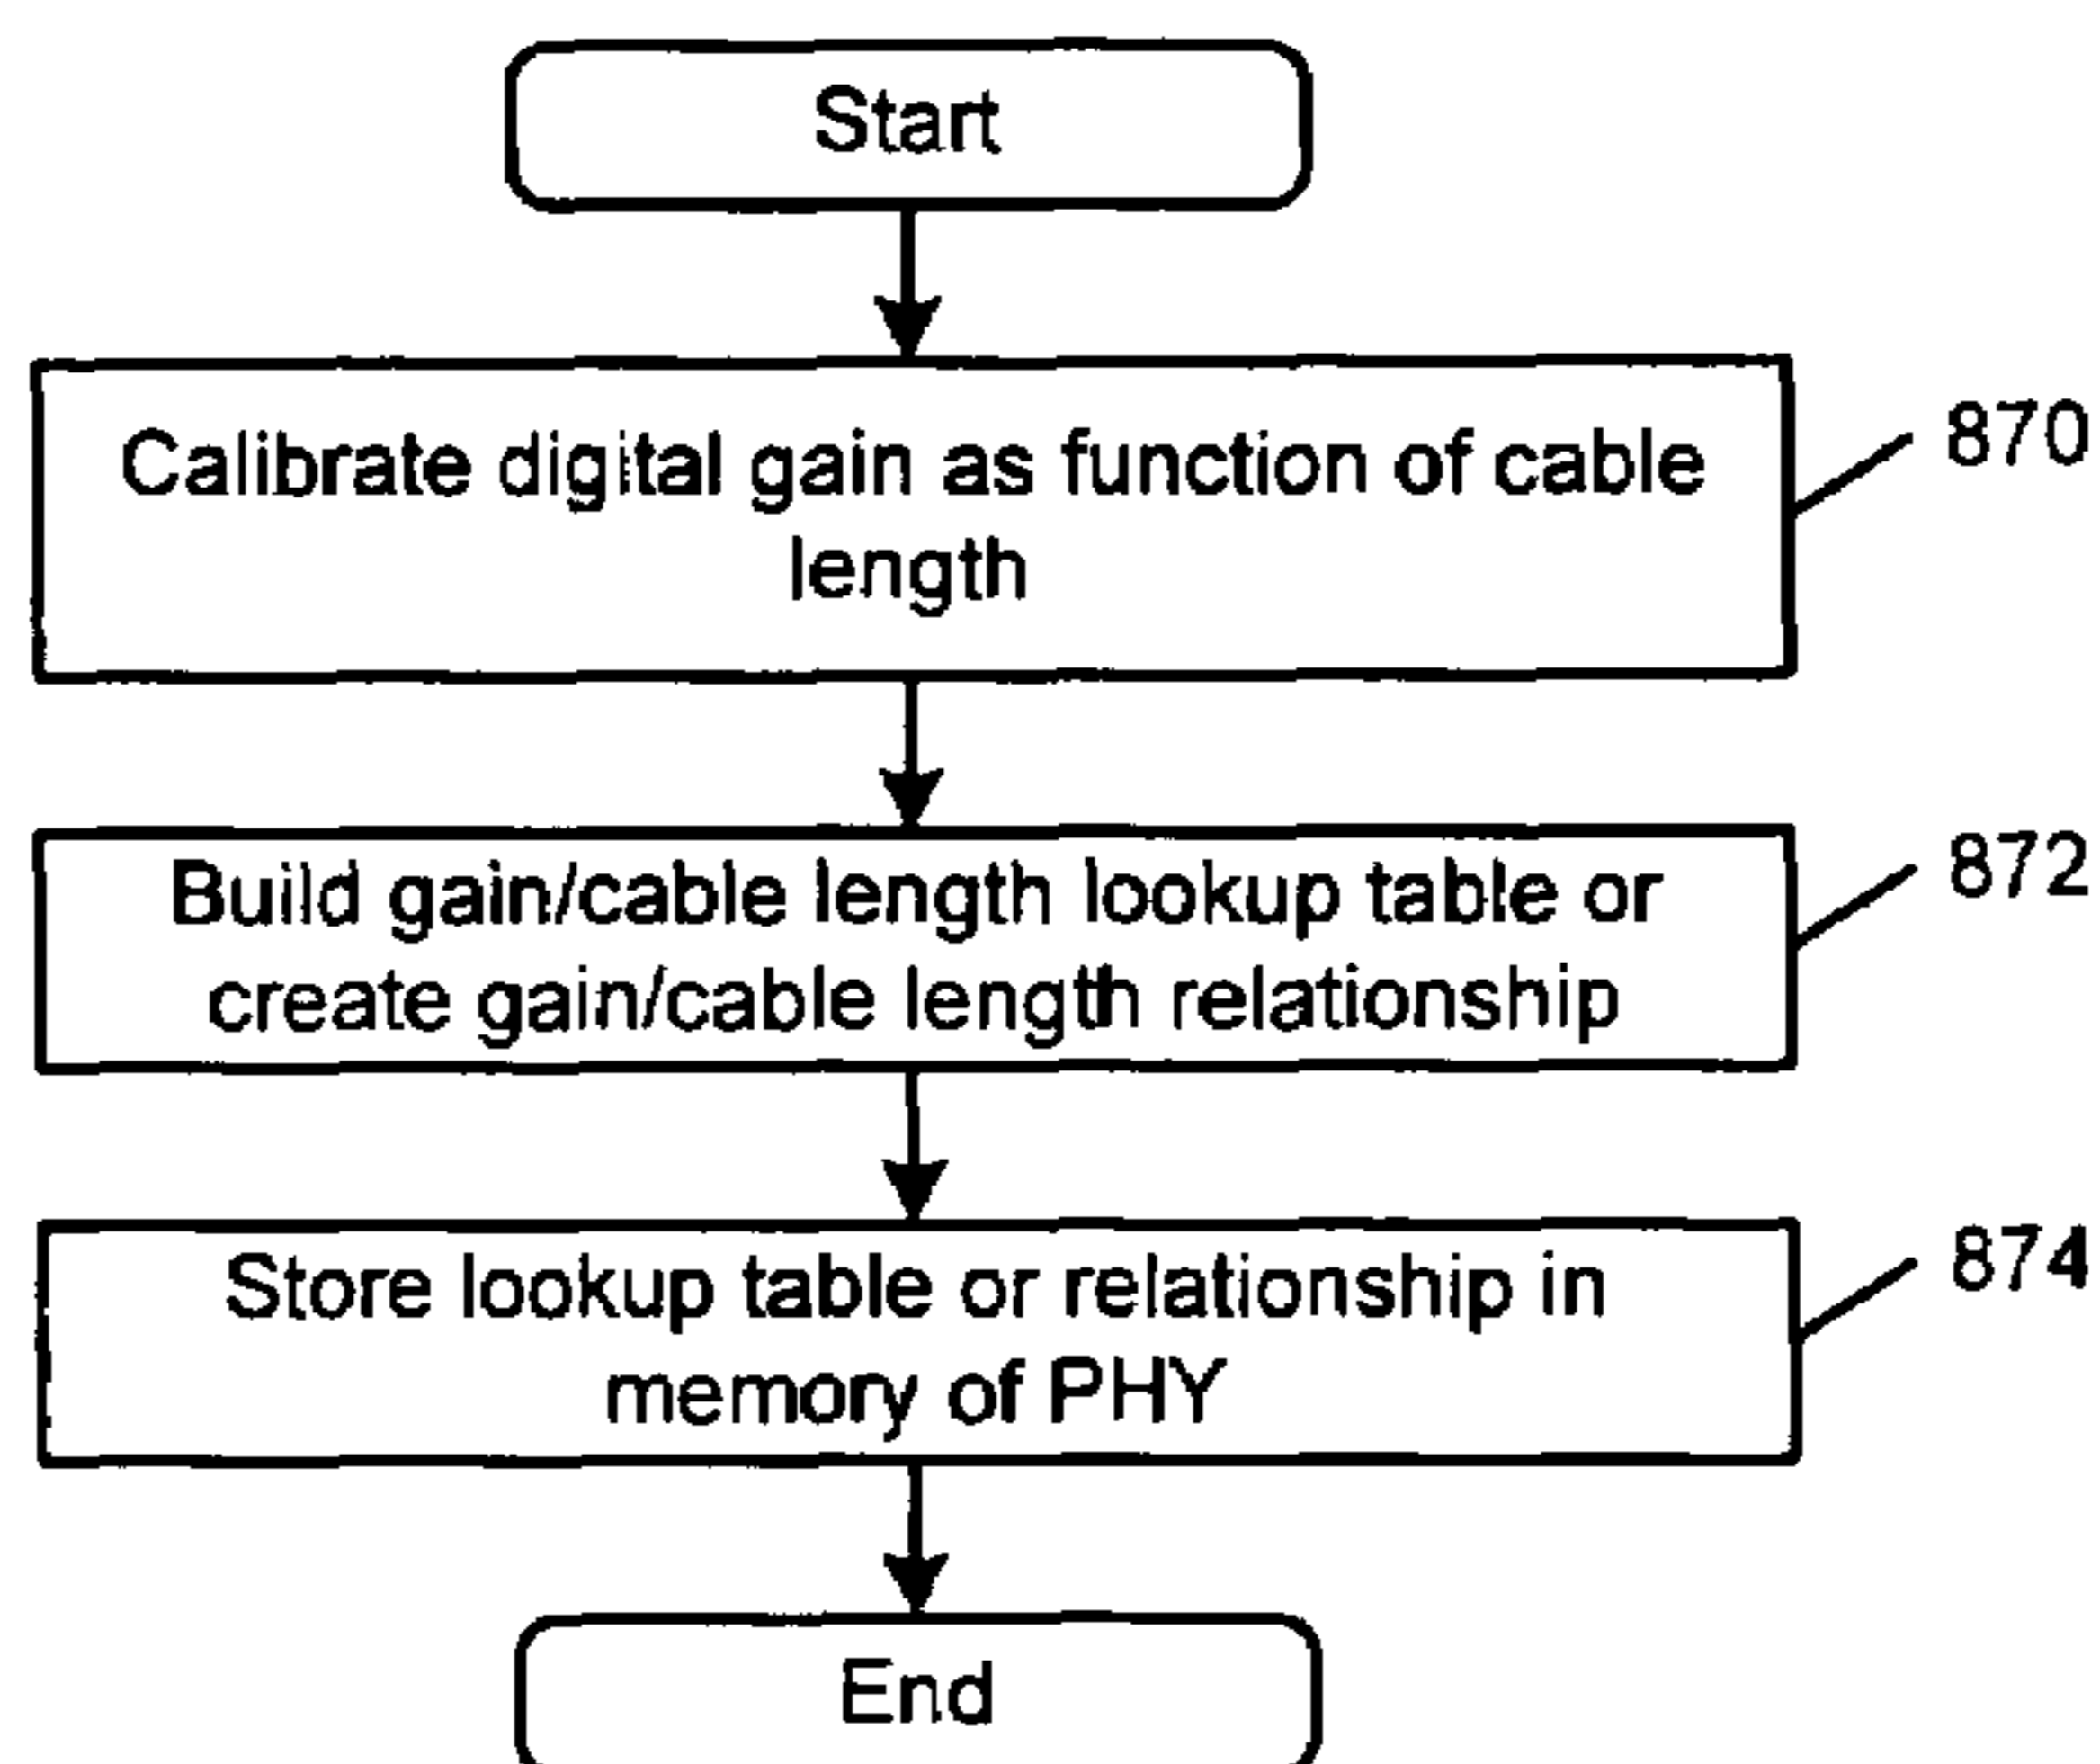 Start
Calibrate digital gain as function of cable
length
870
Build gain/cable length lookup table or
create gain/cable length relationship
872
Store lookup table or relationship in
memory of PHY
874
End